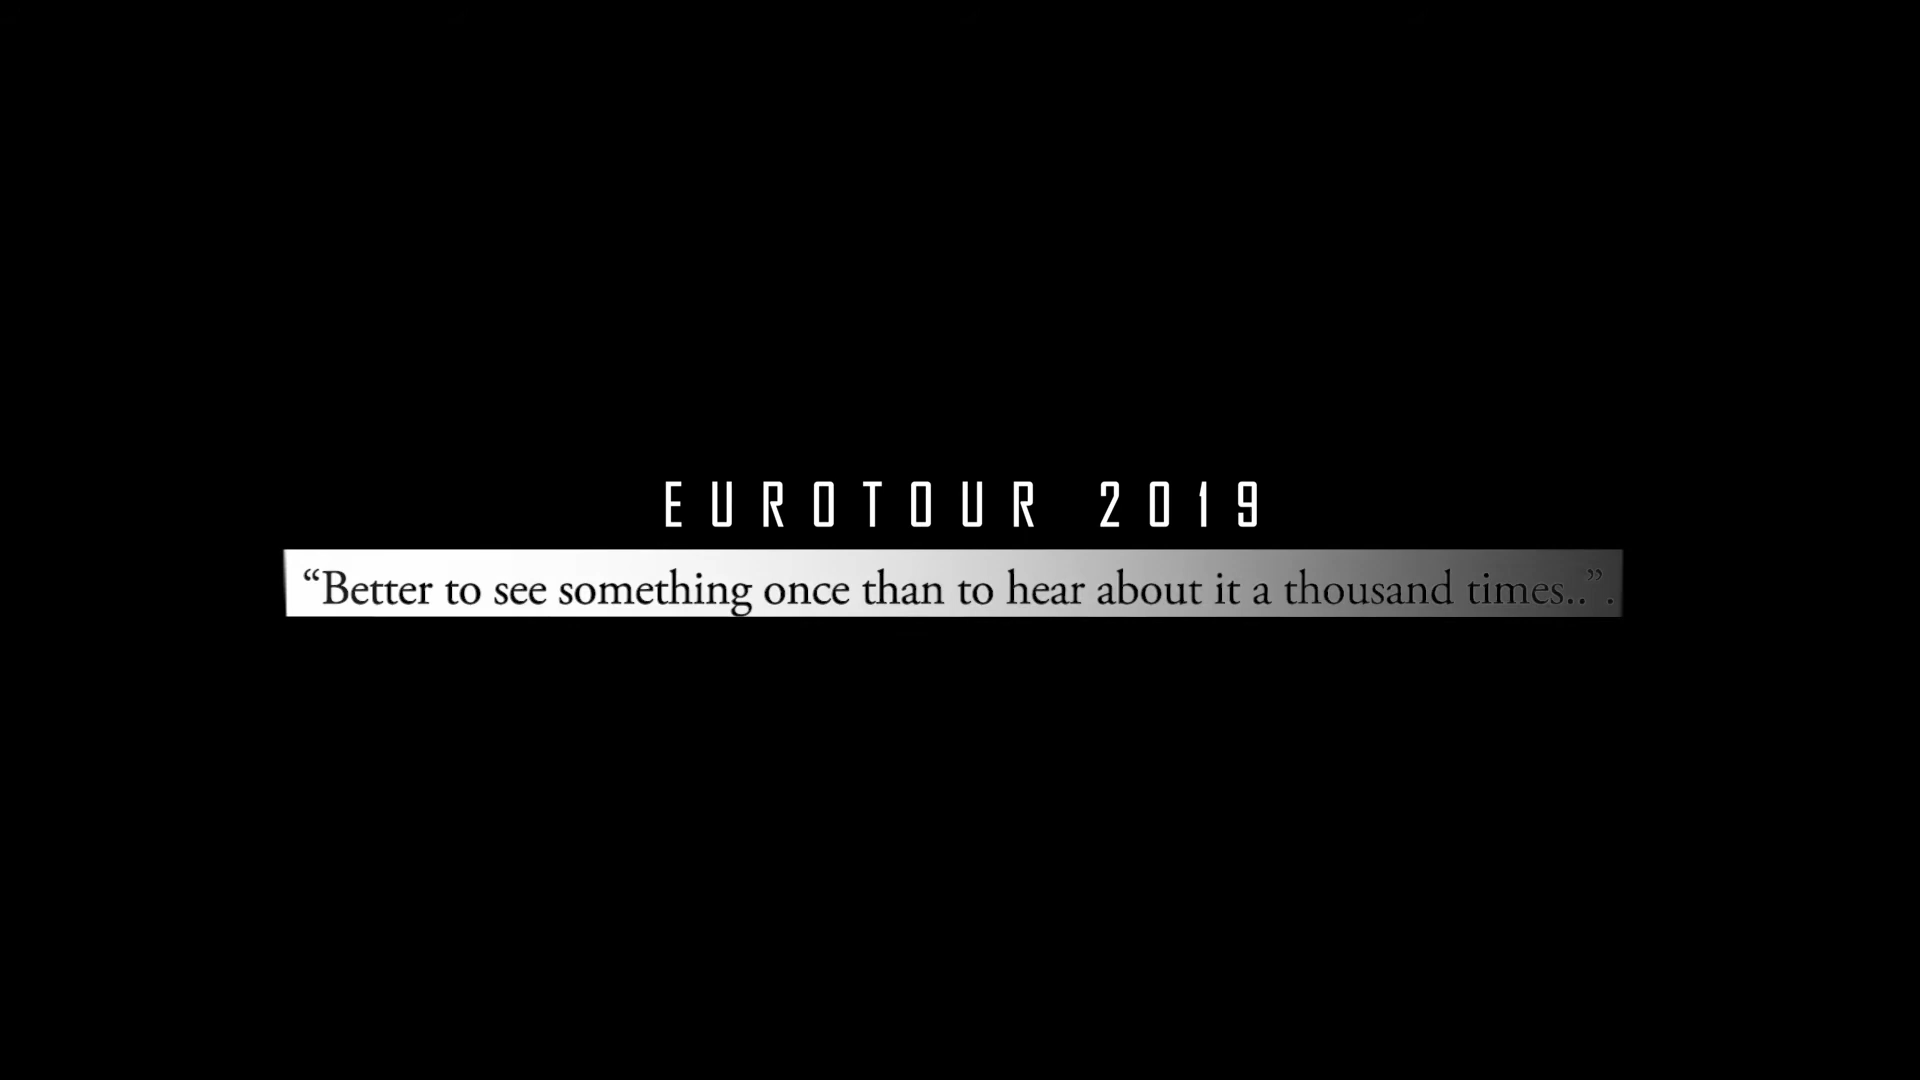 EUROTOUR 2019
“Better to see something once than to hear about it a thousand times..”.